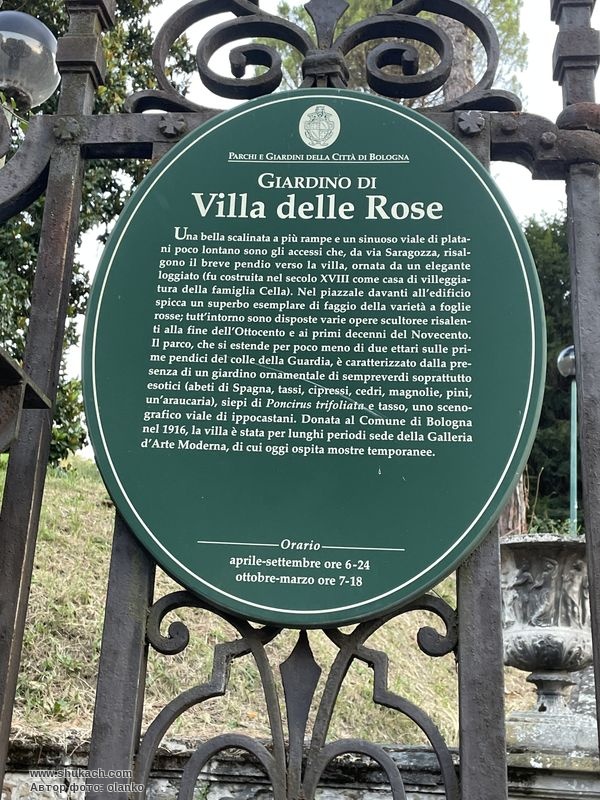 Parchi e Giardini della Città di Bologna
Giardino di
Villa delle Rose
Una bella scalinata a più rampe e un sinuoso viale di plata-
ni poco lontano sono gli accessi che, da via Saragozza, risal-
gono il breve pendio verso la villa, ornata da un elegante
loggiato (fu costruita nel secolo XVIII come casa di villeggia-
tura della famiglia Cella). Nel piazzale davanti all'edificio
spicca un superbo esemplare di faggio della varietà a foglie
rosse; tutt'intorno sono disposte varie opere scultoree risalen-
ti alla fine dell'Ottocento e ai primi decenni del Novecento.
Il parco, che si estende per poco meno di due ettari sulle pri-
me pendici del colle della Guardia, è caratterizzato dalla pre-
senza di un giardino ornamentale di sempreverdi soprattutto
esotici (abeti di Spagna, tassi, cipressi, cedri, magnolie, pini,
un'araucaria), siepi di Poncirus trifoliata e tasso, uno sceno-
grafico viale di ippocastani. Donata al Comune di Bologna
nel 1916, la villa è stata per lunghi periodi sede della Galleria
d'Arte Moderna, di cui oggi ospita mostre temporanee.
Orario
aprile-settembre ore 6-24
ottobre-marzo ore 7-18
www.shukach.com
Автор фото: olanko